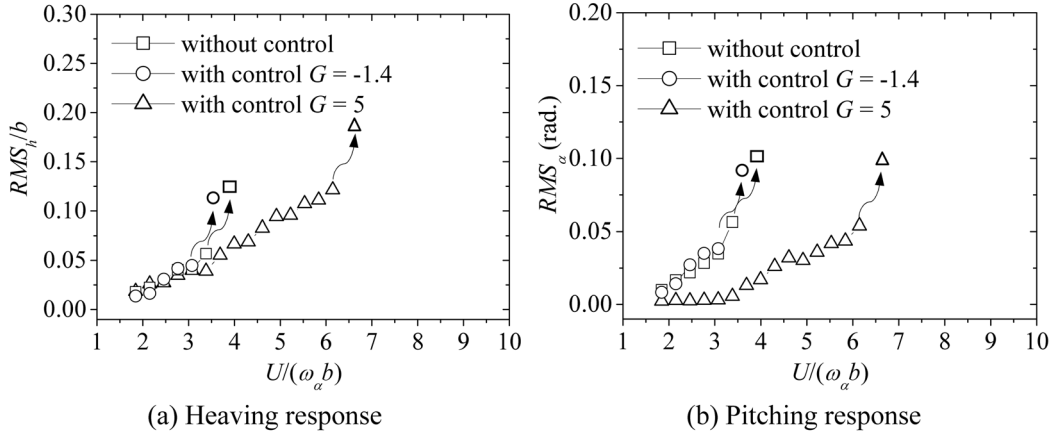 0.30
0.25
0.20
0.15
0.10
0.05
0.00
RMSₕ/b
without control
with control G = -1.4
with control G = 5
1 2 3 4 5 6 7 8 9 10
U/(ω_α b)
(a) Heaving response
0.20
0.15
0.10
0.05
0.00
RMS_α (rad.)
without control
with control G = -1.4
with control G = 5
1 2 3 4 5 6 7 8 9 10
U/(ω_α b)
(b) Pitching response